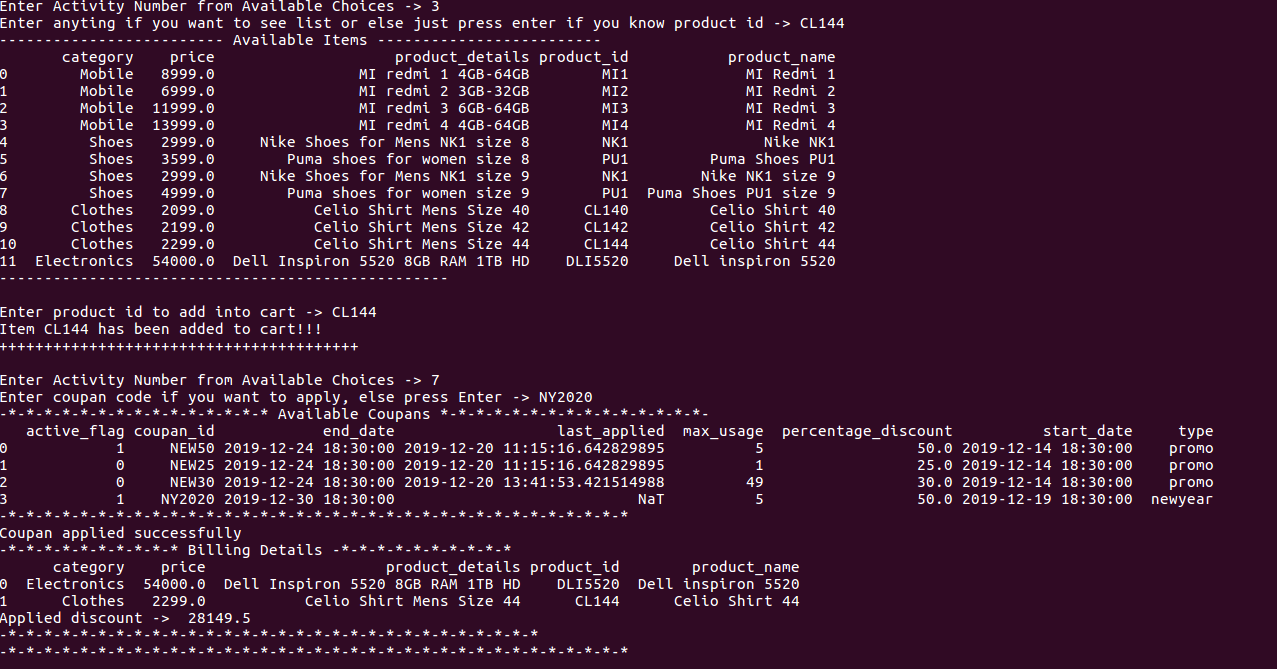 Enter Activity Number from Available Choices -> 3
Enter anything if you want to see list or else just press enter if you know product id -> CL144
------------------------- Available Items -------------------------
       category    price                    product_details product_id           product_name
0        Mobile   8999.0                MI redmi 1 4GB-64GB        MI1             MI Redmi 1
1        Mobile   6999.0                MI redmi 2 3GB-32GB        MI2             MI Redmi 2
2        Mobile  11999.0                MI redmi 3 6GB-64GB        MI3             MI Redmi 3
3        Mobile  13999.0                MI redmi 4 4GB-64GB        MI4             MI Redmi 4
4         Shoes   2999.0     Nike Shoes for Mens NK1 size 8        NK1               Nike NK1
5         Shoes   3599.0        Puma shoes for women size 8        PU1         Puma Shoes PU1
6         Shoes   2999.0     Nike Shoes for Mens NK1 size 9        NK1        Nike NK1 size 9
7         Shoes   4999.0        Puma shoes for women size 9        PU1  Puma Shoes PU1 size 9
8       Clothes   2099.0           Celio Shirt Mens Size 40      CL140         Celio Shirt 40
9       Clothes   2199.0           Celio Shirt Mens Size 42      CL142         Celio Shirt 42
10      Clothes   2299.0           Celio Shirt Mens Size 44      CL144         Celio Shirt 44
11  Electronics  54000.0  Dell Inspiron 5520 8GB RAM 1TB HD    DLI5520     Dell inspiron 5520
--------------------------------------------------
Enter product id to add into cart -> CL144
Item CL144 has been added to cart!!!
++++++++++++++++++++++++++++++++++++++++
Enter Activity Number from Available Choices -> 7
Enter coupan code if you want to apply, else press Enter -> NY2020
-*-*-*-*-*-*-*-*-*-*-*-*-*-*-* Available Coupans *-*-*-*-*-*-*-*-*-*-*-*-*-*-*-
   active_flag coupan_id            end_date                  last_applied  max_usage  percentage_discount          start_date     type
0            1     NEW50 2019-12-24 18:30:00 2019-12-20 11:15:16.642829895          5                 50.0 2019-12-14 18:30:00    promo
1            0     NEW25 2019-12-24 18:30:00 2019-12-20 11:15:16.642829895          1                 25.0 2019-12-14 18:30:00    promo
2            0     NEW30 2019-12-24 18:30:00 2019-12-20 13:41:53.421514988         49                 30.0 2019-12-14 18:30:00    promo
3            1    NY2020 2019-12-30 18:30:00                           NaT          5                 50.0 2019-12-19 18:30:00  newyear
-*-*-*-*-*-*-*-*-*-*-*-*-*-*-*-*-*-*-*-*-*-*-*-*-*-*-*-*-*-*-*-*-*-*-*
Coupan applied successfully
-*-*-*-*-*-*-*-*-*-* Billing Details -*-*-*-*-*-*-*-*-*-*
      category    price                    product_details product_id        product_name
0  Electronics  54000.0  Dell Inspiron 5520 8GB RAM 1TB HD    DLI5520  Dell inspiron 5520
1      Clothes   2299.0           Celio Shirt Mens Size 44      CL144      Celio Shirt 44
Applied discount ->  28149.5
-*-*-*-*-*-*-*-*-*-*-*-*-*-*-*-*-*-*-*-*-*-*-*-*-*-*-*-*-*-*
-*-*-*-*-*-*-*-*-*-*-*-*-*-*-*-*-*-*-*-*-*-*-*-*-*-*-*-*-*-*-*-*-*-*-*